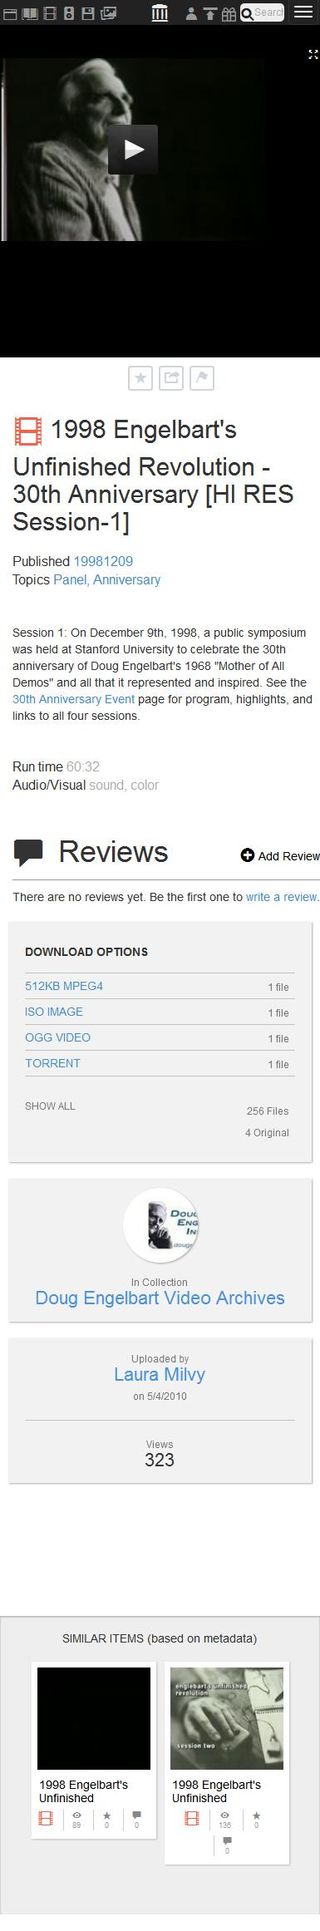 Search
1998 Engelbart's
Unfinished Revolution -
30th Anniversary [HI RES
Session-1]
Published 19981209
Topics Panel, Anniversary
Session 1: On December 9th, 1998, a public symposium
was held at Stanford University to celebrate the 30th
anniversary of Doug Engelbart's 1968 "Mother of All
Demos" and all that it represented and inspired. See the
30th Anniversary Event page for program, highlights, and
links to all four sessions.
Run time 60:32
Audio/Visual sound, color
Reviews
Add Review
There are no reviews yet. Be the first one to write a review.
DOWNLOAD OPTIONS
512KB MPEG4 1 file
ISO IMAGE 1 file
OGG VIDEO 1 file
TORRENT 1 file
SHOW ALL 256 Files
4 Original
In Collection
Doug Engelbart Video Archives
Uploaded by
Laura Milvy
on 5/4/2010
Views
323
SIMILAR ITEMS (based on metadata)
1998 Engelbart's
Unfinished
89 0 0
engelbart's unfinished
revolution
session two
1998 Engelbart's
Unfinished
136 0
0